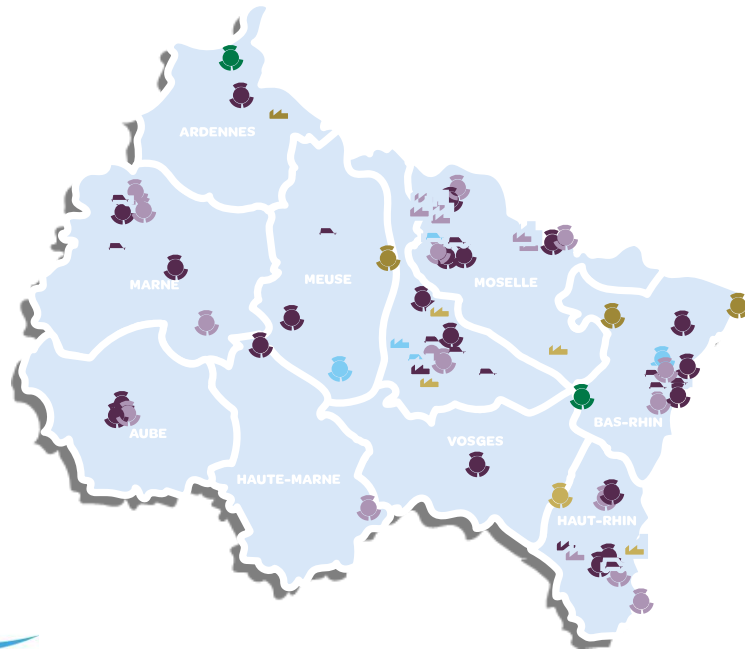 ARDENNES
MARNE
MEUSE
MOSELLE
AUBE
HAUTE-MARNE
VOSGES
BAS-RHIN
HAUT-RHIN